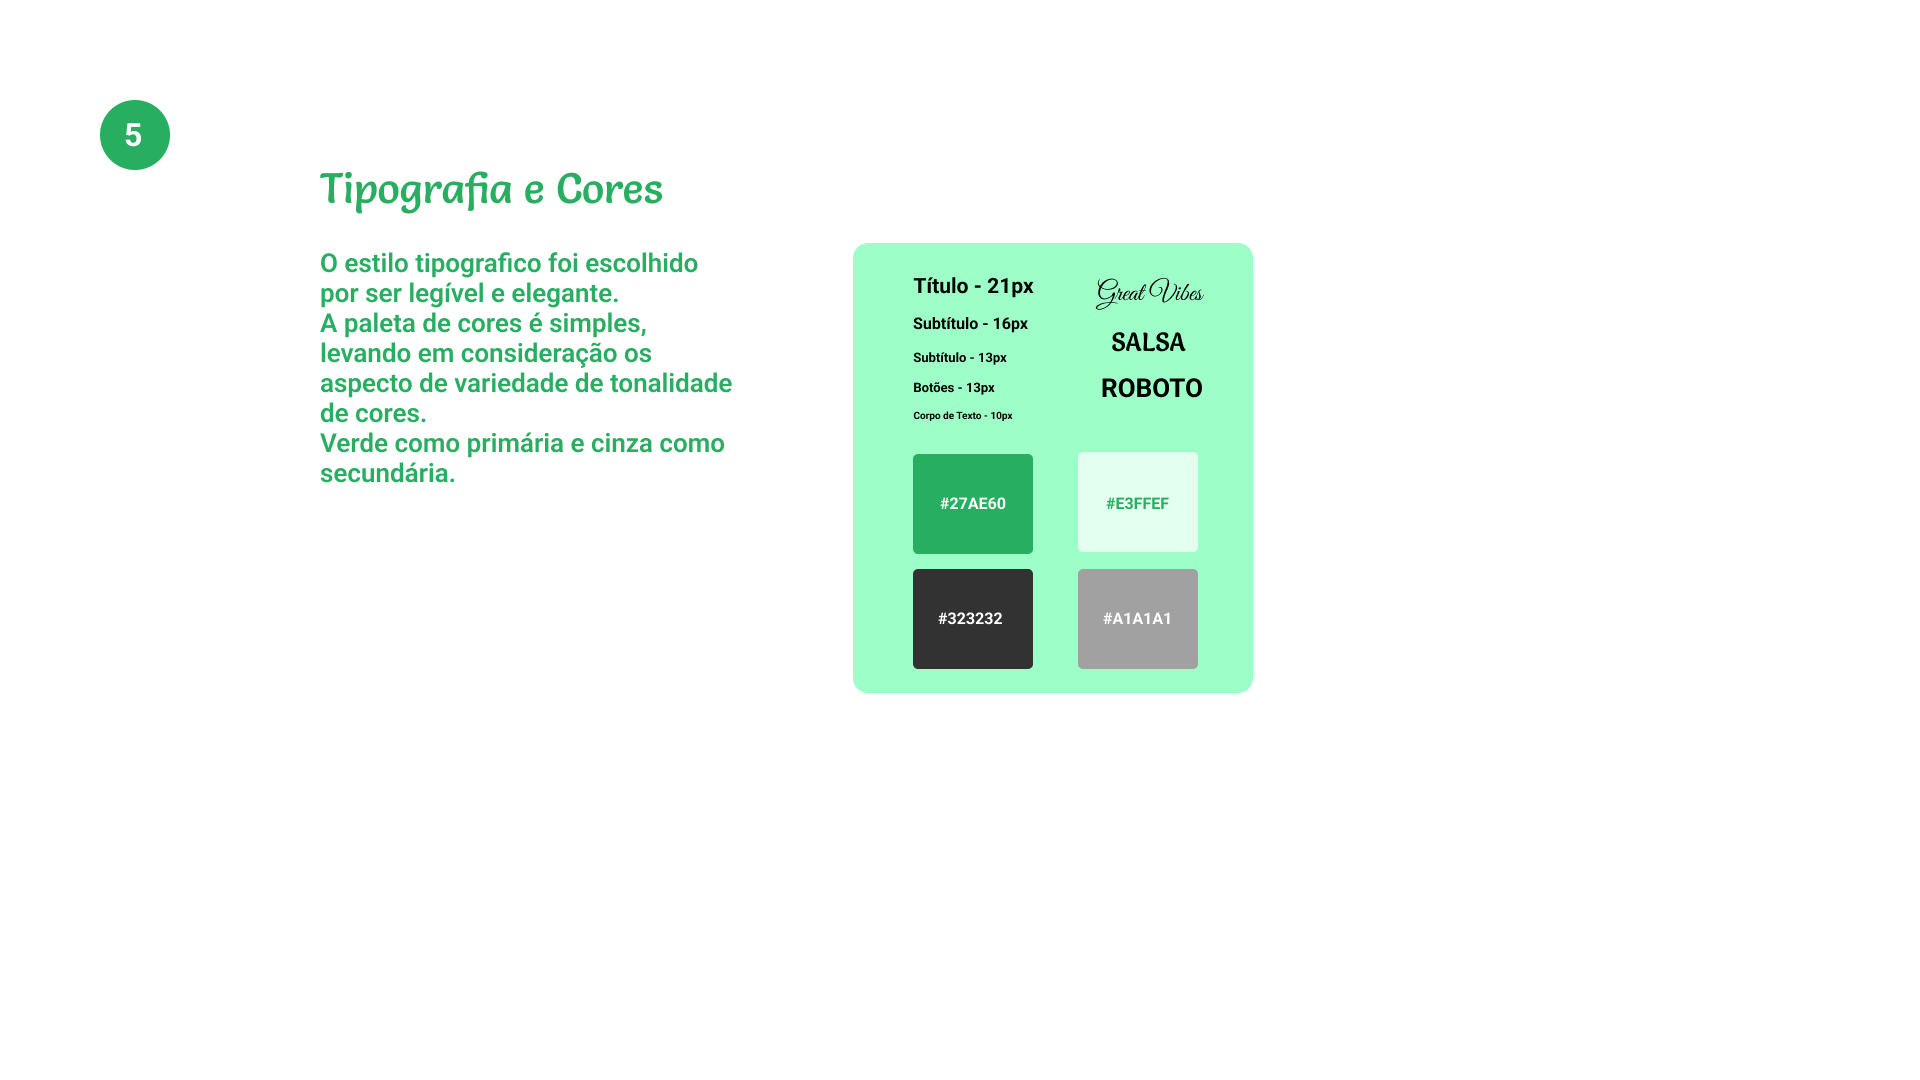 5
Tipografia e Cores
O estilo tipografico foi escolhido
por ser legível e elegante.
A paleta de cores é simples,
levando em consideração os
aspecto de variedade de tonalidade
de cores.
Verde como primária e cinza como
secundária.
Título - 21px
Subtítulo - 16px
Subtítulo - 13px
Botões - 13px
Corpo de Texto - 10px
Great Vibes
SALSA
ROBOTO
#27AE60
#E3FFEF
#323232
#A1A1A1